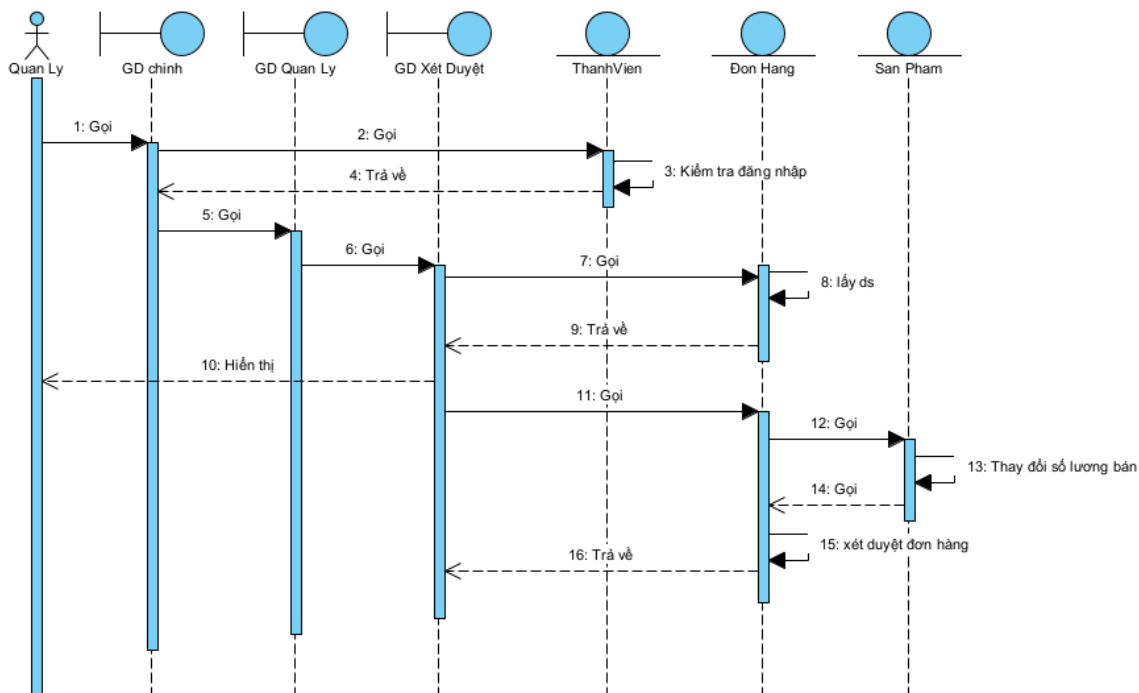 Quan Ly
GD chinh
GD Quan Ly
GD Xét Duyệt
ThanhVien
Đon Hang
San Pham
1: Gọi
2: Gọi
3: Kiểm tra đăng nhập
4: Trả về
5: Gọi
6: Gọi
7: Gọi
8: lấy ds
9: Trả về
10: Hiển thị
11: Gọi
12: Gọi
13: Thay đổi số lương bán
14: Gọi
15: xét duyệt đơn hàng
16: Trả về